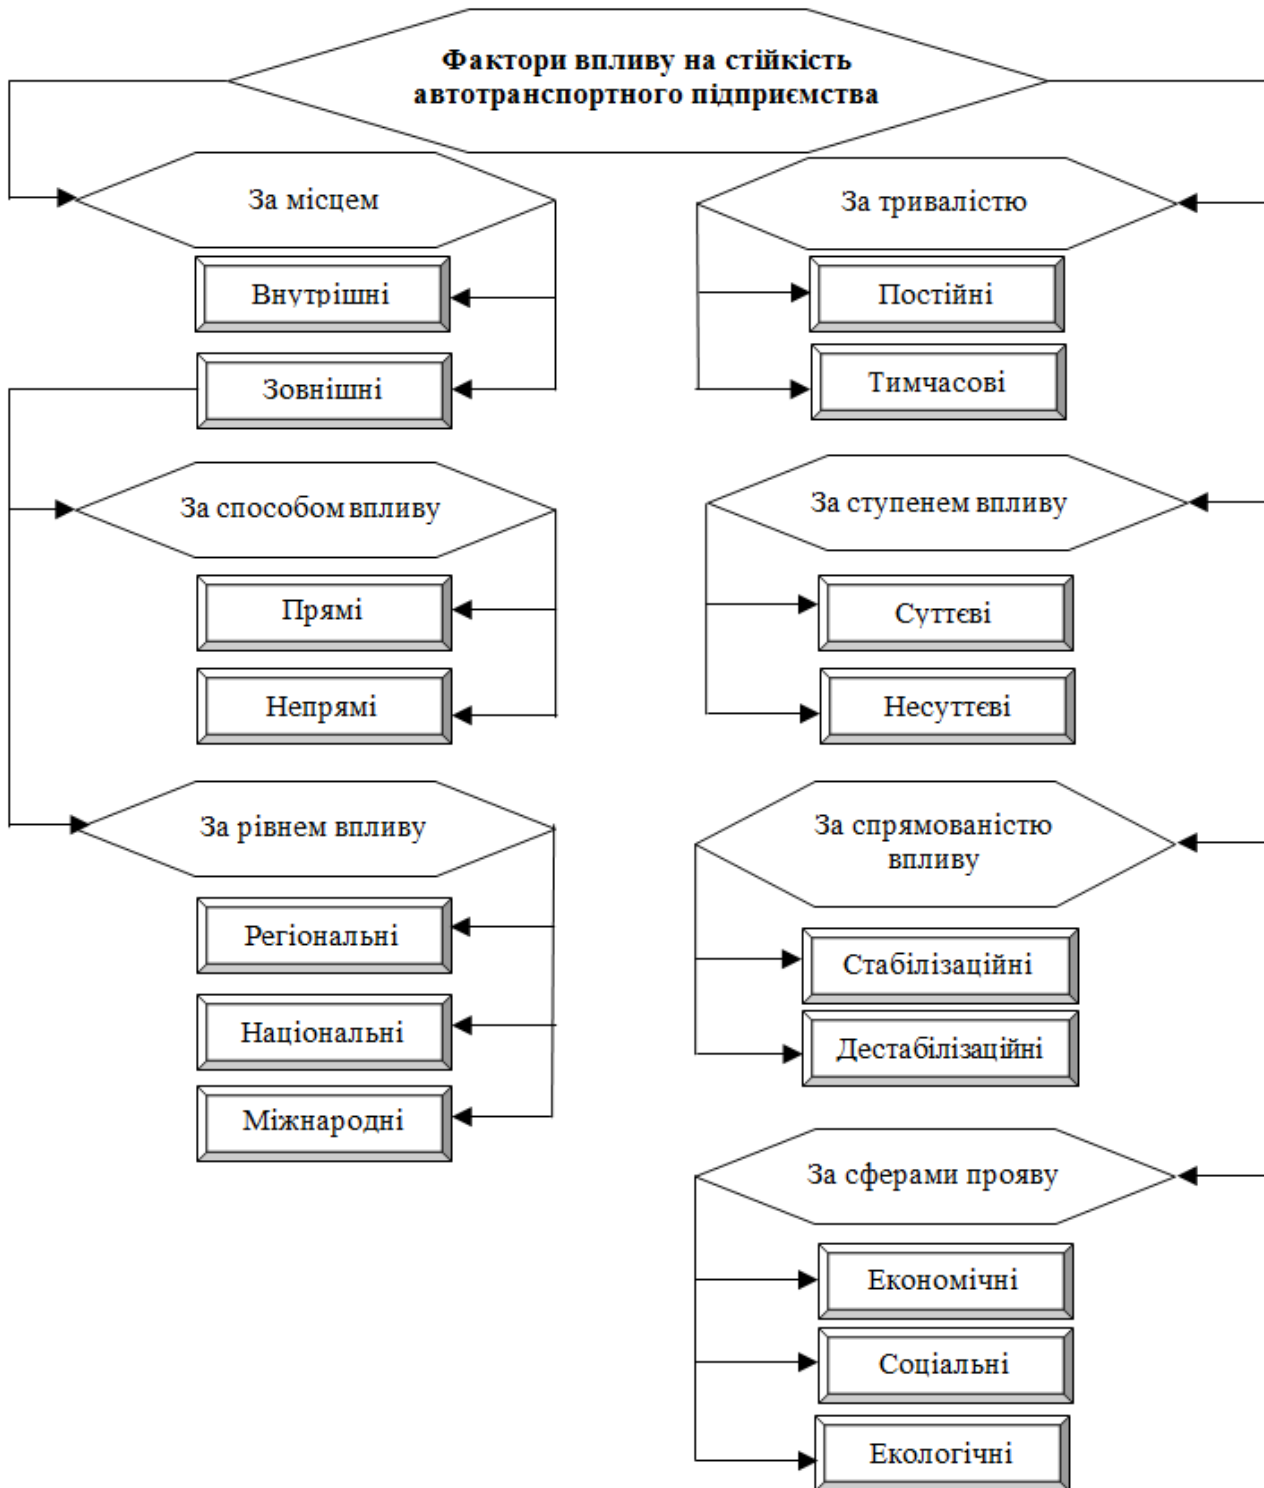 Фактори впливу на стійкість
автотранспортного підприємства
За місцем
Внутрішні
Зовнішні
За способом впливу
Прямі
Непрямі
За рівнем впливу
Регіональні
Національні
Міжнародні
За тривалістю
Постійні
Тимчасові
За ступенем впливу
Суттєві
Несуттєві
За спрямованістю
впливу
Стабілізаційні
Дестабілізаційні
За сферами прояву
Економічні
Соціальні
Екологічні